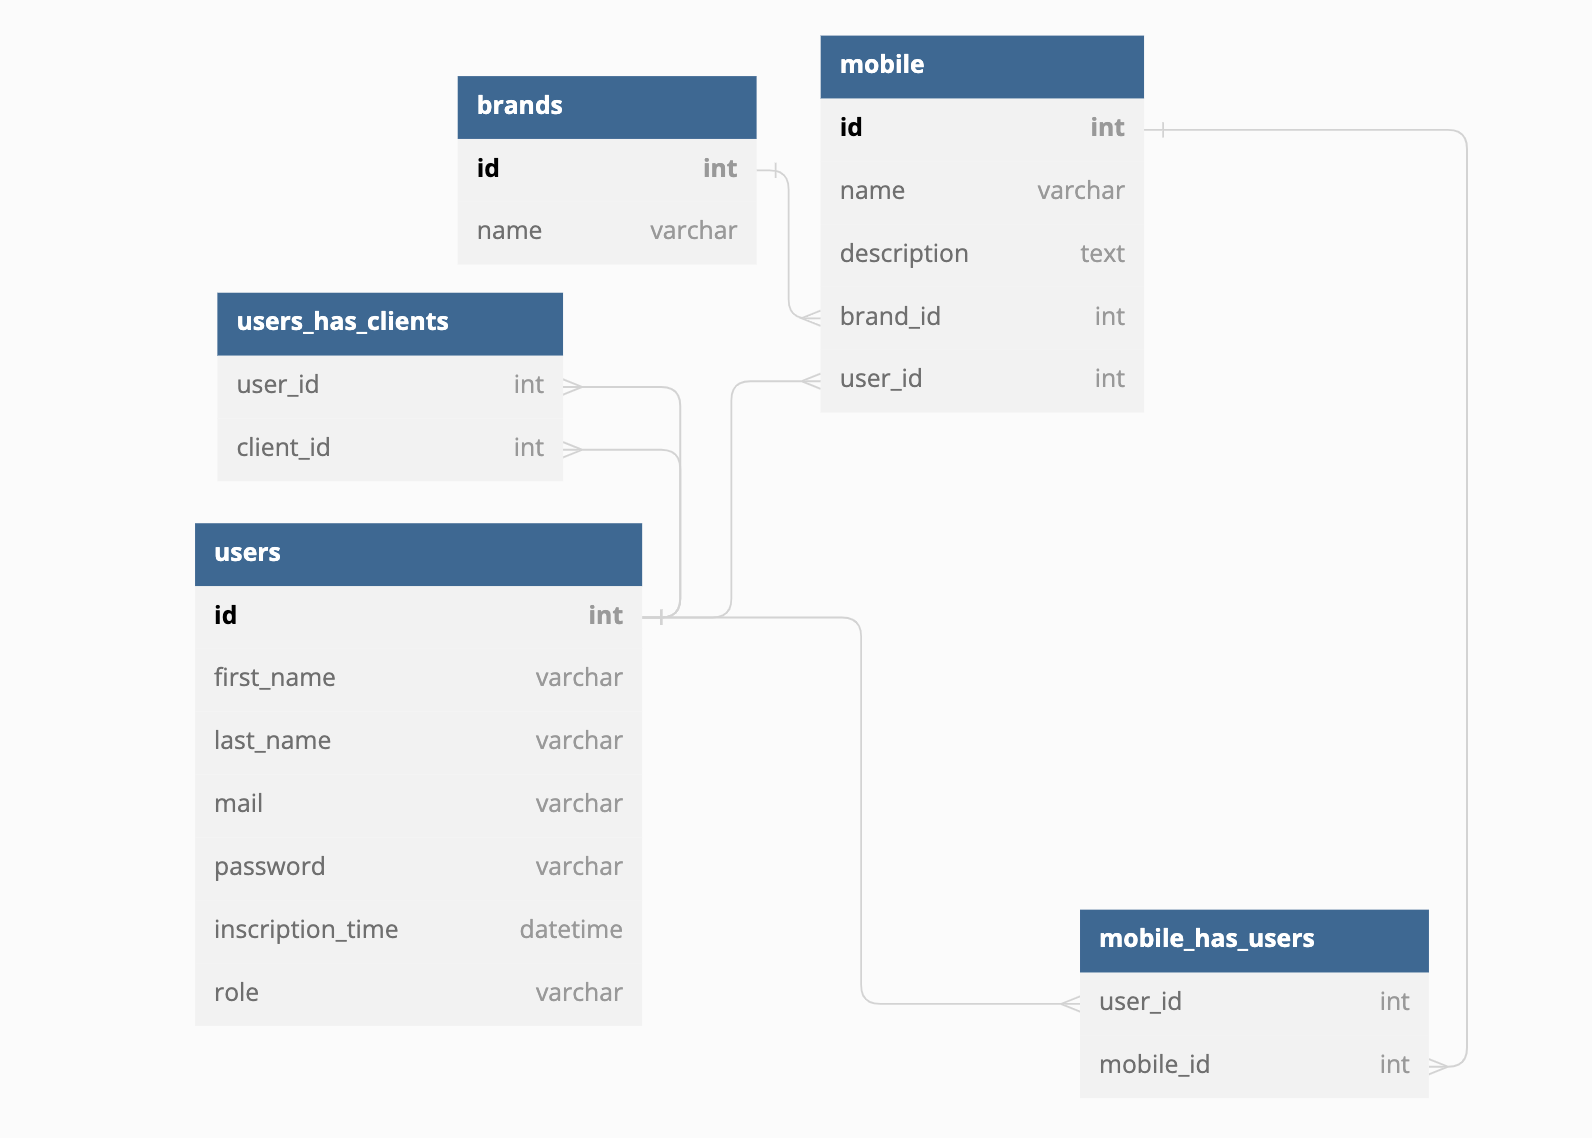 brands
id int
name varchar
mobile
id int
name varchar
description text
brand_id int
user_id int
users_has_clients
user_id int
client_id int
users
id int
first_name varchar
last_name varchar
mail varchar
password varchar
inscription_time datetime
role varchar
mobile_has_users
user_id int
mobile_id int